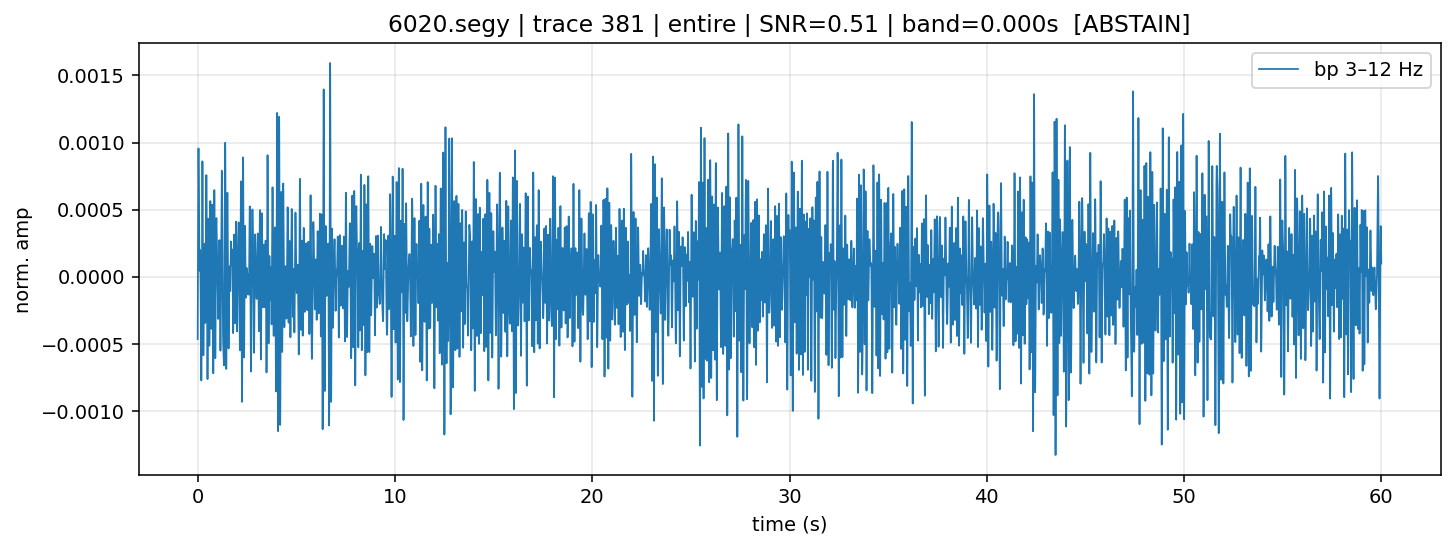 6020.segy | trace 381 | entire | SNR=0.51 | band=0.000s  [ABSTAIN]
bp 3–12 Hz
0.0015
0.0010
0.0005
0.0000
−0.0005
−0.0010
norm. amp
0 10 20 30 40 50 60
time (s)